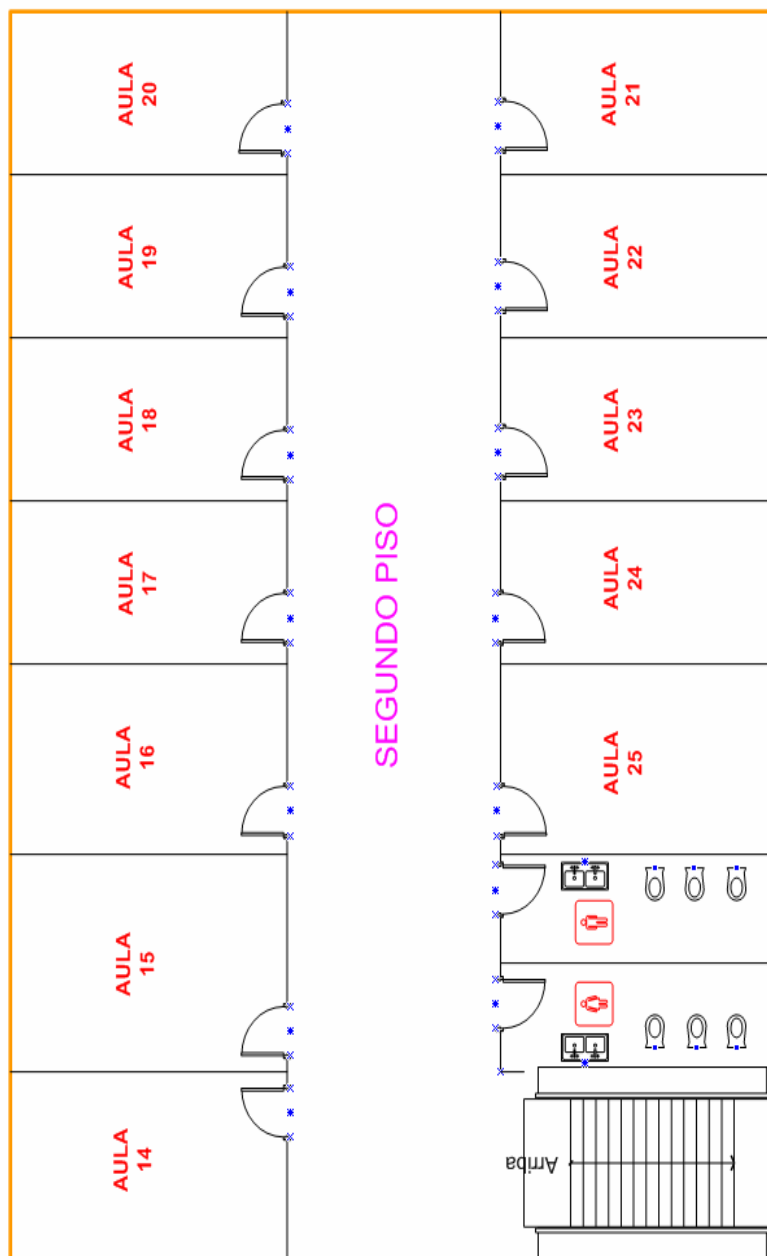 AULA
20
AULA
21
AULA
19
AULA
22
AULA
18
AULA
23
AULA
17
AULA
24
SEGUNDO PISO
AULA
16
AULA
25
AULA
15
AULA
14
Arriba